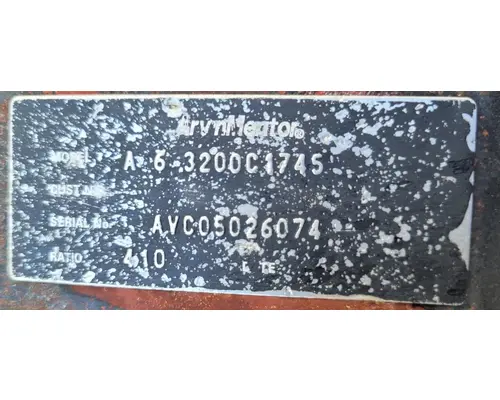 ArvinMeritor®
MODEL A 6-3200C1745
CUST. No.
SERIAL No. AVC05026074
RATIO 410